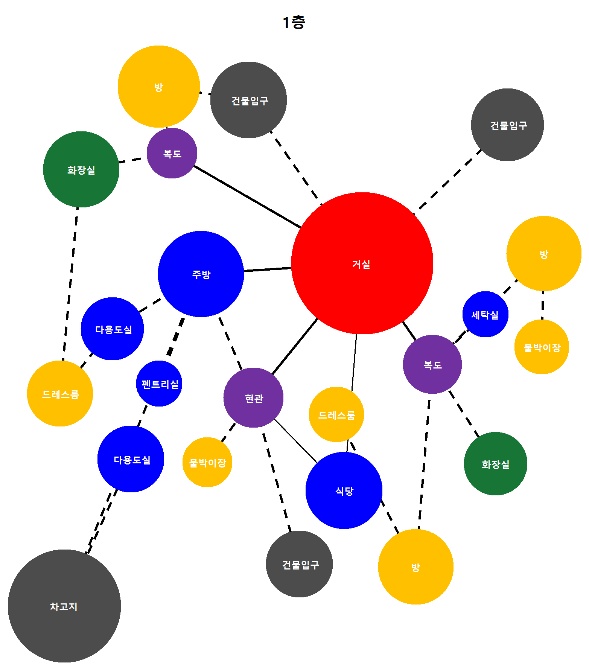 1층
방
건물입구
건물입구
복도
화장실
거실
방
주방
세탁실
다용도실
붙박이장
복도
펜트리실
드레스룸
현관
드레스룸
다용도실
붙박이장
화장실
식당
건물입구
방
차고지